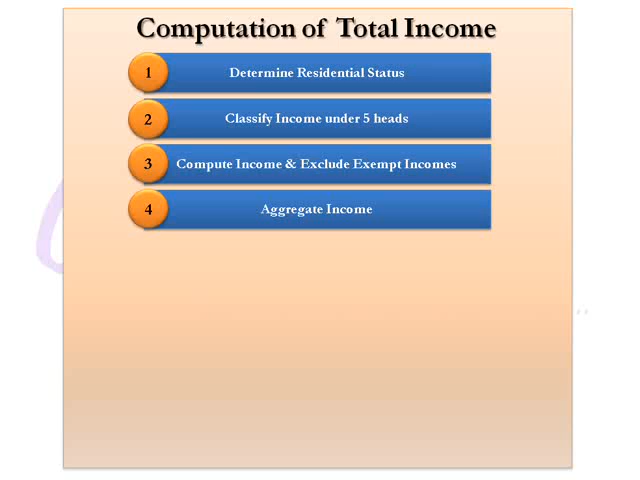 Computation of Total Income
1 Determine Residential Status
2 Classify Income under 5 heads
3 Compute Income & Exclude Exempt Incomes
4 Aggregate Income